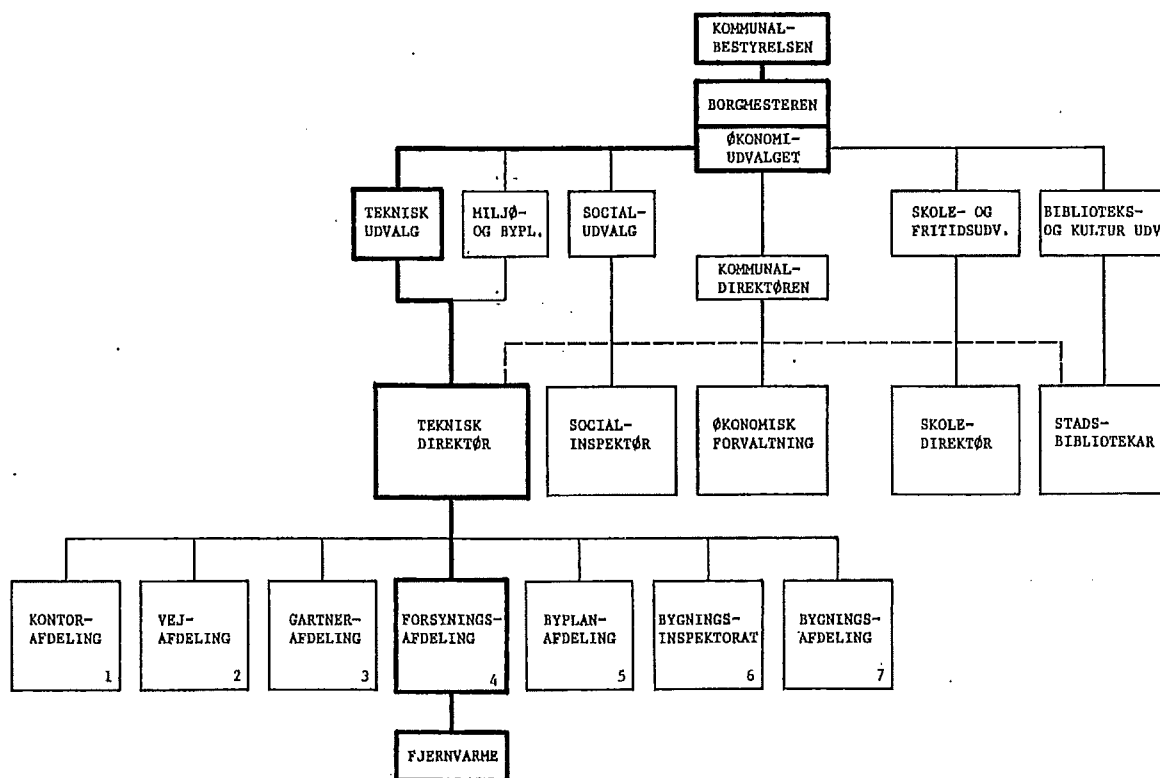 KOMMUNAL-
BESTYRELSEN
BORGMESTEREN
ØKONOMI-
UDVALGET
TEKNISK
UDVALG
MILJØ-
OG BYPL.
SOCIAL-
UDVALG
SKOLE- OG
FRITIDSUDV.
BIBLIOTEKS-
OG KULTUR UDV
KOMMUNAL-
DIREKTØREN
TEKNISK
DIREKTØR
SOCIAL-
INSPEKTØR
ØKONOMISK
FORVALTNING
SKOLE-
DIREKTØR
STADS-
BIBLIOTEKAR
KONTOR-
AFDELING
1
VEJ-
AFDELING
2
GARTNER-
AFDELING
3
FORSYNINGS-
AFDELING
4
BYPLAN-
AFDELING
5
BYGNINGS-
INSPEKTORAT
6
BYGNINGS-
AFDELING
7
FJERNVARME